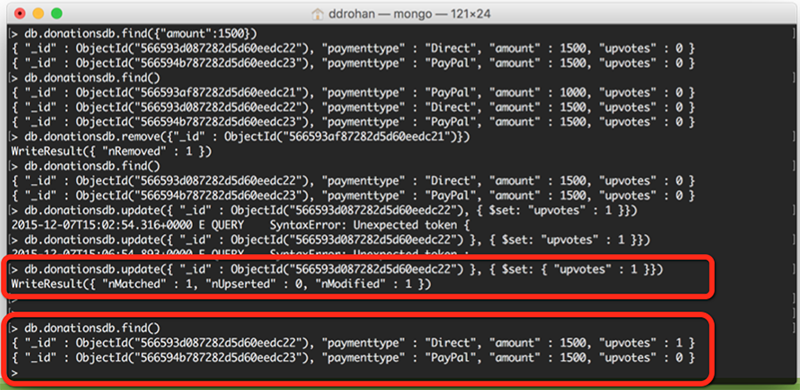 ddrohan — mongo — 121×24
> db.donationsdb.find({"amount":1500})
{ "_id" : ObjectId("566593d087282d5d60eedc22"), "paymenttype" : "Direct", "amount" : 1500, "upvotes" : 0 }
{ "_id" : ObjectId("566594b787282d5d60eedc23"), "paymenttype" : "PayPal", "amount" : 1500, "upvotes" : 0 }
> db.donationsdb.find()
{ "_id" : ObjectId("566593af87282d5d60eedc21"), "paymenttype" : "PayPal", "amount" : 1000, "upvotes" : 0 }
{ "_id" : ObjectId("566593d087282d5d60eedc22"), "paymenttype" : "Direct", "amount" : 1500, "upvotes" : 0 }
{ "_id" : ObjectId("566594b787282d5d60eedc23"), "paymenttype" : "PayPal", "amount" : 1500, "upvotes" : 0 }
> db.donationsdb.remove({"_id" : ObjectId("566593af87282d5d60eedc21")})
WriteResult({ "nRemoved" : 1 })
> db.donationsdb.find()
{ "_id" : ObjectId("566593d087282d5d60eedc22"), "paymenttype" : "Direct", "amount" : 1500, "upvotes" : 0 }
{ "_id" : ObjectId("566594b787282d5d60eedc23"), "paymenttype" : "PayPal", "amount" : 1500, "upvotes" : 0 }
> db.donationsdb.update({ "_id" : ObjectId("566593d087282d5d60eedc22"), { $set: "upvotes" : 1 }})
2015-12-07T15:02:54.316+0000 E QUERY    SyntaxError: Unexpected token {
> db.donationsdb.update({ "_id" : ObjectId("566593d087282d5d60eedc22") }, { $set: "upvotes" : 1 }})
2015-12-07T15:06:54.893+0000 E QUERY    SyntaxError: Unexpected token :
> db.donationsdb.update({ "_id" : ObjectId("566593d087282d5d60eedc22") }, { $set: { "upvotes" : 1 }})
WriteResult({ "nMatched" : 1, "nUpserted" : 0, "nModified" : 1 })
>
> db.donationsdb.find()
{ "_id" : ObjectId("566593d087282d5d60eedc22"), "paymenttype" : "Direct", "amount" : 1500, "upvotes" : 1 }
{ "_id" : ObjectId("566594b787282d5d60eedc23"), "paymenttype" : "PayPal", "amount" : 1500, "upvotes" : 0 }
>